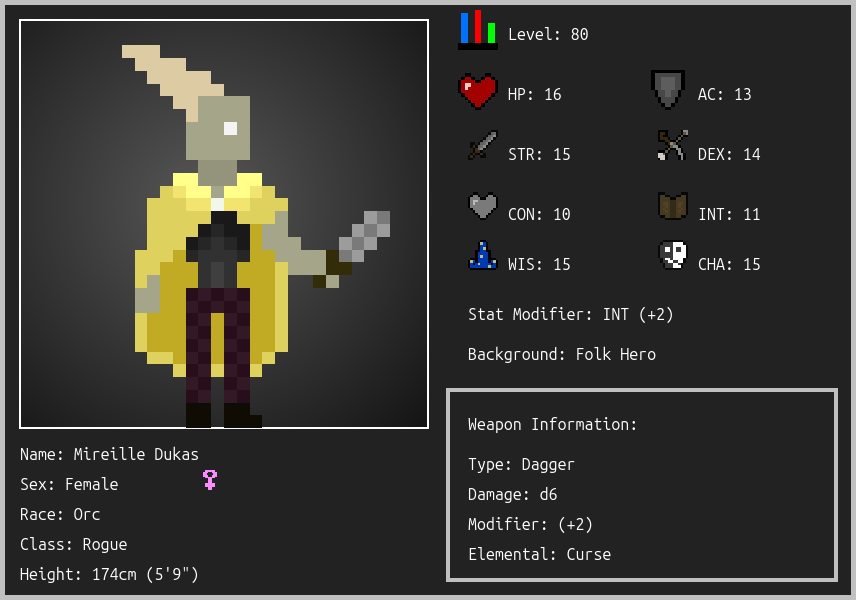 Level: 80
HP: 16
AC: 13
STR: 15
DEX: 14
CON: 10
INT: 11
WIS: 15
CHA: 15
Stat Modifier: INT (+2)
Background: Folk Hero
Weapon Information:
Type: Dagger
Damage: d6
Modifier: (+2)
Elemental: Curse
Name: Mireille Dukas
Sex: Female
Race: Orc
Class: Rogue
Height: 174cm (5'9")